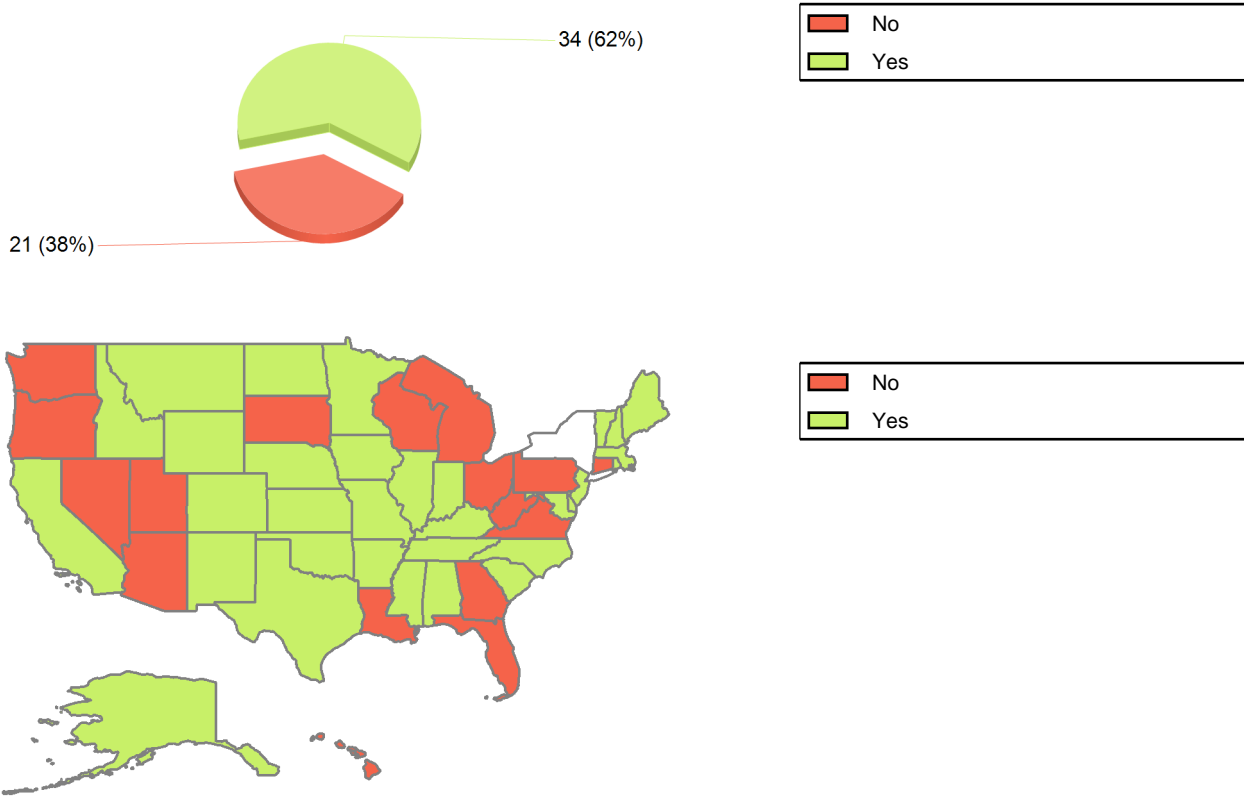 34 (62%)
21 (38%)
No
Yes
No
Yes